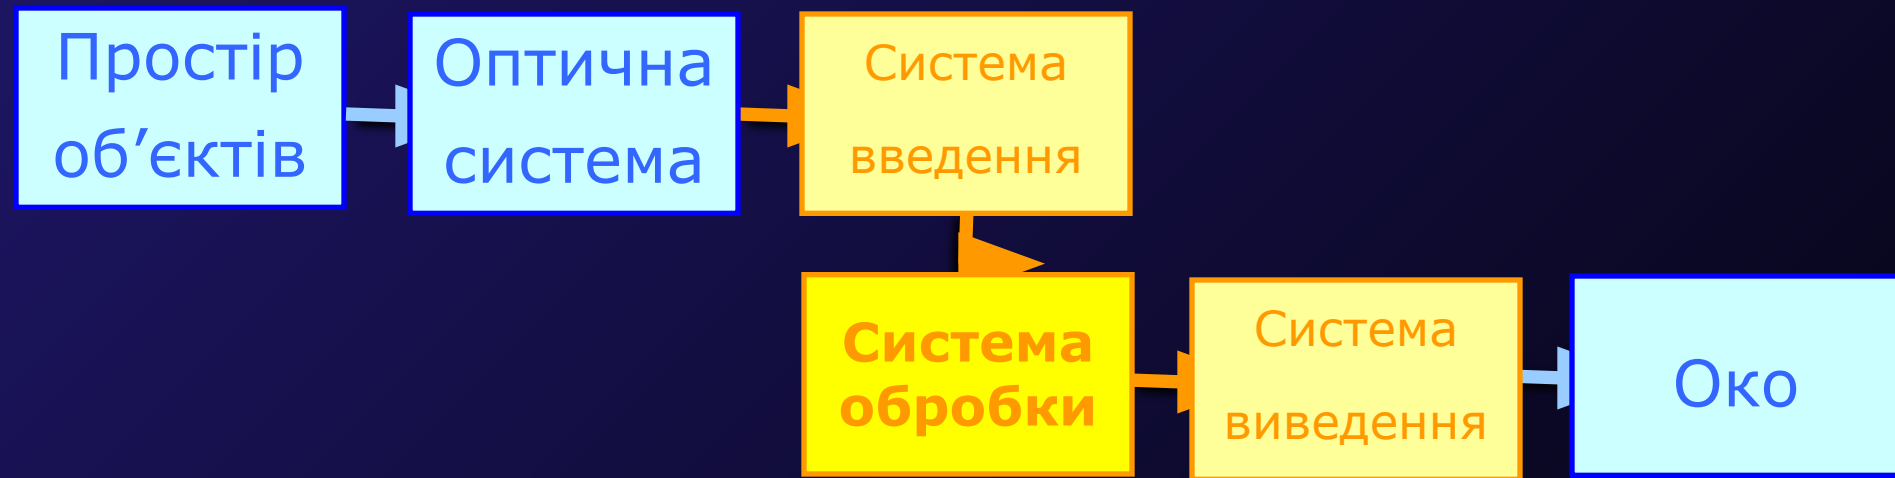 Простір
об’єктів
Оптична
система
Система
введення
Система
обробки
Система
виведення
Око